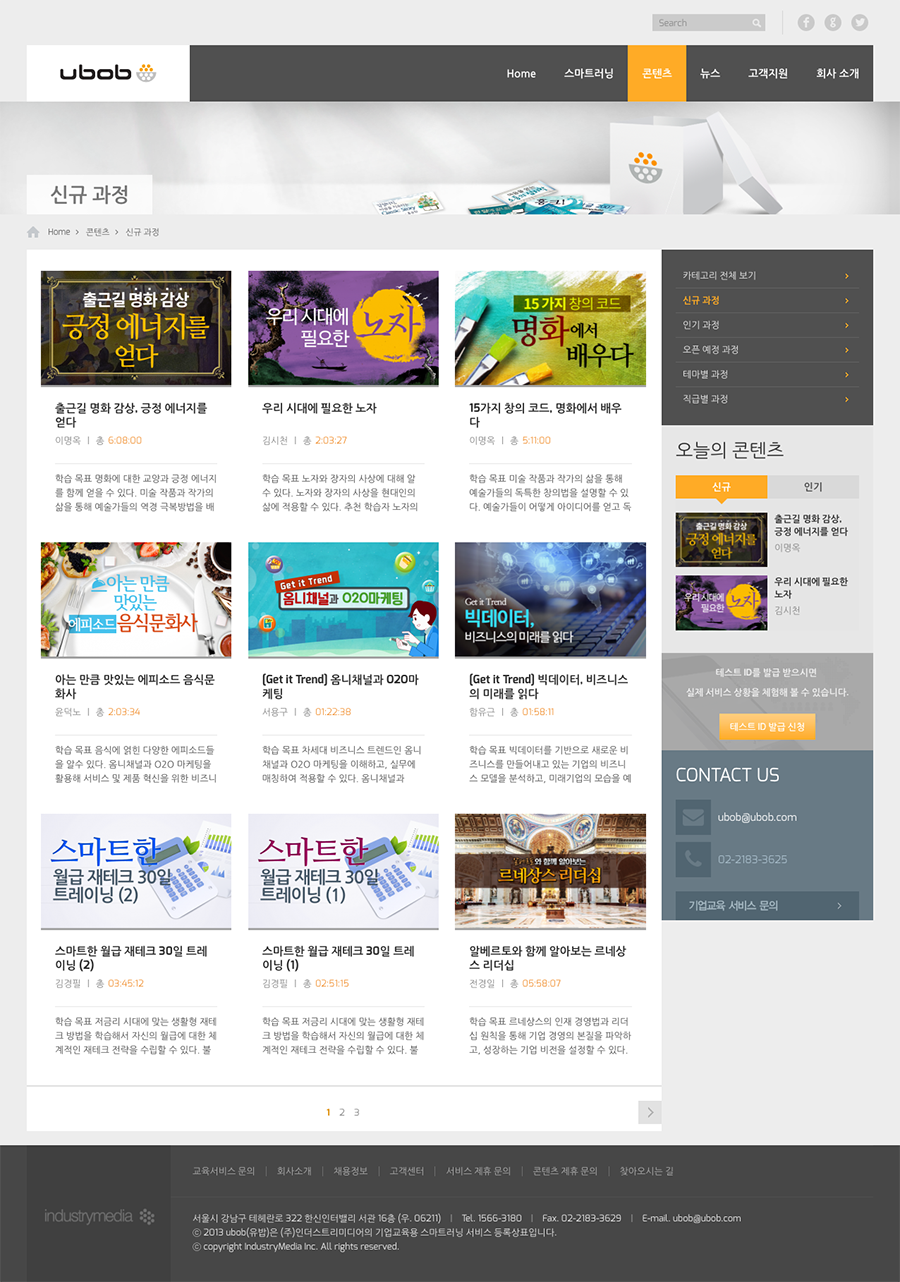 Search
ubob
Home 스마트러닝 콘텐츠 뉴스 고객지원 회사 소개
신규 과정
Home > 콘텐츠 > 신규 과정
출근길 명화 감상
긍정 에너지를
얻다
출근길 명화 감상, 긍정 에너지를
얻다
이명옥 | 총 6:08:00
학습 목표 명화에 대한 교양과 긍정 에너지
를 함께 얻을 수 있다. 미술 작품과 작가의
삶을 통해 예술가들의 역경 극복방법을 배
우리 시대에
필요한 노자
우리 시대에 필요한 노자
김시천 | 총 2:03:27
학습 목표 노자와 장자의 사상에 대해 알
수 있다. 노자와 장자의 사상을 현대인의
삶에 적용할 수 있다. 추천 학습자 노자의
15 가지 창의 코드
명화에서
배우다
15가지 창의 코드, 명화에서 배우
다
이명옥 | 총 5:11:00
학습 목표 미술 작품과 작가의 삶을 통해
예술가들의 독특한 창의법을 설명할 수 있
다. 예술가들이 어떻게 아이디어를 얻고 독
아는 만큼
맛있는
에피소드 음식문화사
아는 만큼 맛있는 에피소드 음식문
화사
윤덕노 | 총 2:03:34
학습 목표 음식에 얽힌 다양한 에피소드들
을 알수 있다. 옴니채널과 O2O 마케팅을
활용해 서비스 및 제품 혁신을 위한 비즈니
Get it Trend
옴니채널과 O2O마케팅
(Get it Trend) 옴니채널과 O2O마
케팅
서용구 | 총 01:22:38
학습 목표 차세대 비즈니스 트렌드인 옴니
채널과 O2O 마케팅을 이해하고, 실무에
매칭하여 적용할 수 있다. 옴니채널과
Get it Trend
빅데이터,
비즈니스의 미래를 읽다
(Get it Trend) 빅데이터, 비즈니스
의 미래를 읽다
함유근 | 총 01:58:11
학습 목표 빅데이터를 기반으로 새로운 비
즈니스를 만들어내고 있는 기업의 비즈니
스 모델을 분석하고, 미래기업의 모습을 예
스마트한
월급 재테크 30일
트레이닝 (2)
스마트한 월급 재테크 30일 트레
이닝 (2)
김경필 | 총 03:45:12
학습 목표 저금리 시대에 맞는 생활형 재테
크 방법을 학습해서 자신의 월급에 대한 체
계적인 재테크 전략을 수립할 수 있다. 불
스마트한
월급 재테크 30일
트레이닝 (1)
스마트한 월급 재테크 30일 트레
이닝 (1)
김경필 | 총 02:51:15
학습 목표 저금리 시대에 맞는 생활형 재테
크 방법을 학습해서 자신의 월급에 대한 체
계적인 재테크 전략을 수립할 수 있다. 불
알베르토와 함께 알아보는
르네상스 리더십
알베르토와 함께 알아보는 르네상
스 리더십
전경일 | 총 05:58:07
학습 목표 르네상스의 인재 경영법과 리더
십 원칙을 통해 기업 경영의 본질을 파악하
고, 성장하는 기업 비전을 설정할 수 있다.
1 2 3
카테고리 전체 보기
신규 과정
인기 과정
오픈 예정 과정
테마별 과정
직급별 과정
오늘의 콘텐츠
신규 인기
출근길 명화 감상
긍정 에너지를
얻다
출근길 명화 감상,
긍정 에너지를 얻다
이명옥
우리 시대에
필요한 노자
우리 시대에 필요한
노자
김시천
테스트 ID를 발급 받으시면
실제 서비스 상황을 체험해 볼 수 있습니다.
테스트 ID 발급 신청
CONTACT US
ubob@ubob.com
02-2183-3625
기업교육 서비스 문의
industrymedia
교육서비스 문의 | 회사소개 | 채용정보 | 고객센터 | 서비스 제휴 문의 | 콘텐츠 제휴 문의 | 찾아오시는 길
서울시 강남구 테헤란로 322 한신인터밸리 서관 16층 (우. 06211) | Tel. 1566-3180 | Fax. 02-2183-3629 | E-mail. ubob@ubob.com
ⓒ 2013 ubob(유밥)은 (주)인더스트리미디어의 기업교육용 스마트러닝 서비스 등록상표입니다.
ⓒ copyright IndustryMedia Inc. All rights reserved.